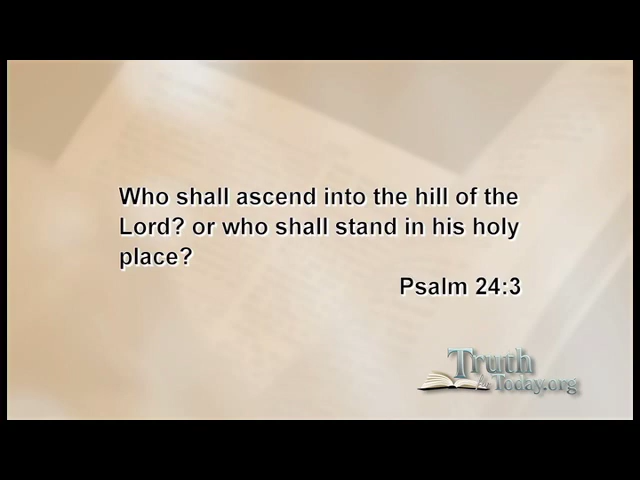 Who shall ascend into the hill of the
Lord? or who shall stand in his holy
place?
Psalm 24:3
Truth
for Today.org